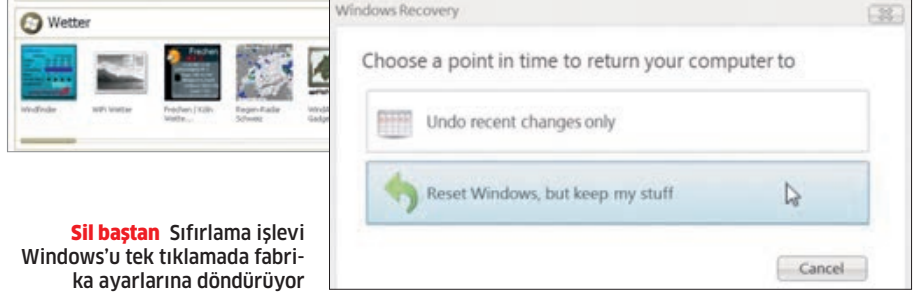 Wetter
Windfinder
WiFi Wetter
Frechen
Frechen / Köln
Wette...
Regen-Radar
Schweiz
Gadge
Windows Recovery
Choose a point in time to return your computer to
Undo recent changes only
Reset Windows, but keep my stuff
Cancel
Sil baştan Sıfırlama işlevi
Windows'u tek tıklamada fabri-
ka ayarlarına döndürüyor